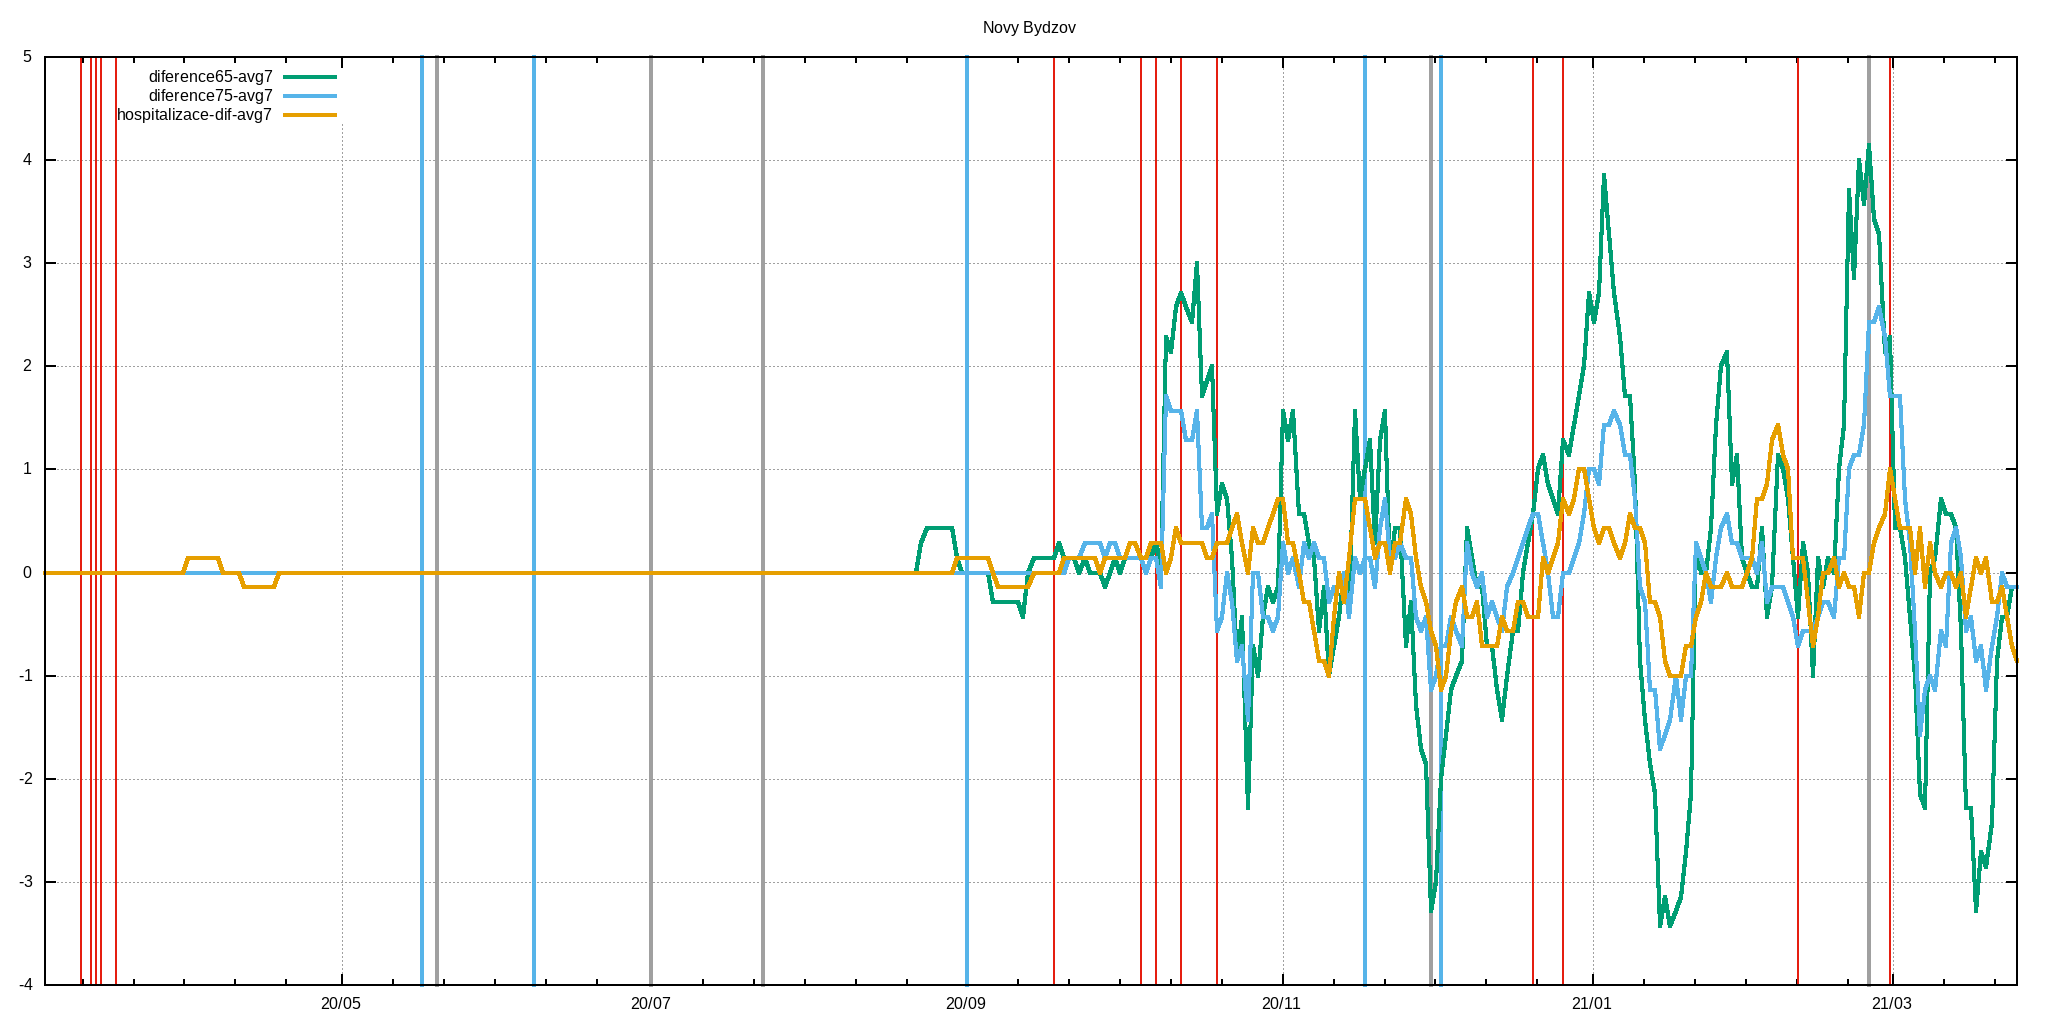 Novy Bydzov
5
diference65-avg7
diference75-avg7
hospitalizace-dif-avg7
4
3
2
1
0
-1
-2
-3
-4
20/05 20/07 20/09 20/11 21/01 21/03